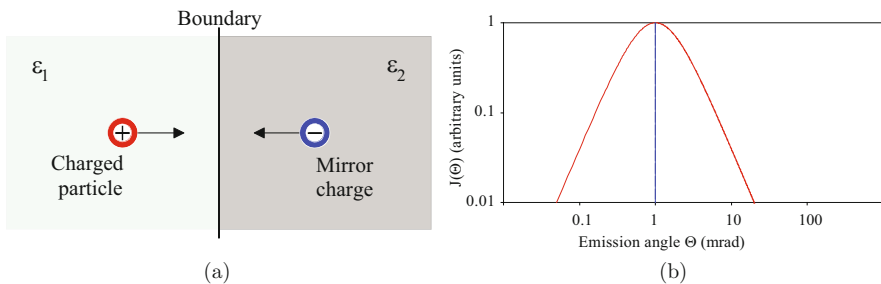 Boundary
ε1
ε2
Charged
particle
Mirror
charge
(a)
(b)
J(Θ) (arbitrary units)
1
0.1
0.01
0.1
1
10
100
Emission angle Θ (mrad)